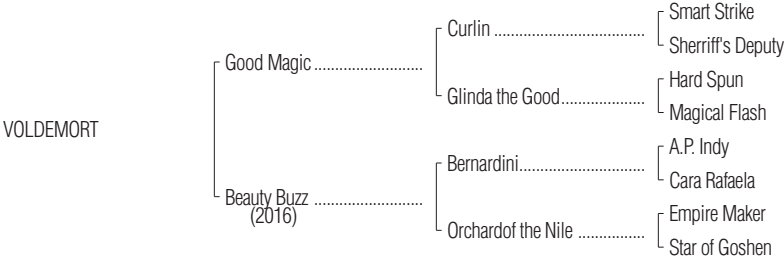 Smart Strike
Curlin ....................................
Sherriff's Deputy
Good Magic ..........................
Hard Spun
Glinda the Good....................
Magical Flash
VOLDEMORT
A.P. Indy
Bernardini..............................
Cara Rafaela
Beauty Buzz ..........................
(2016)
Empire Maker
Orchardof the Nile ................
Star of Goshen